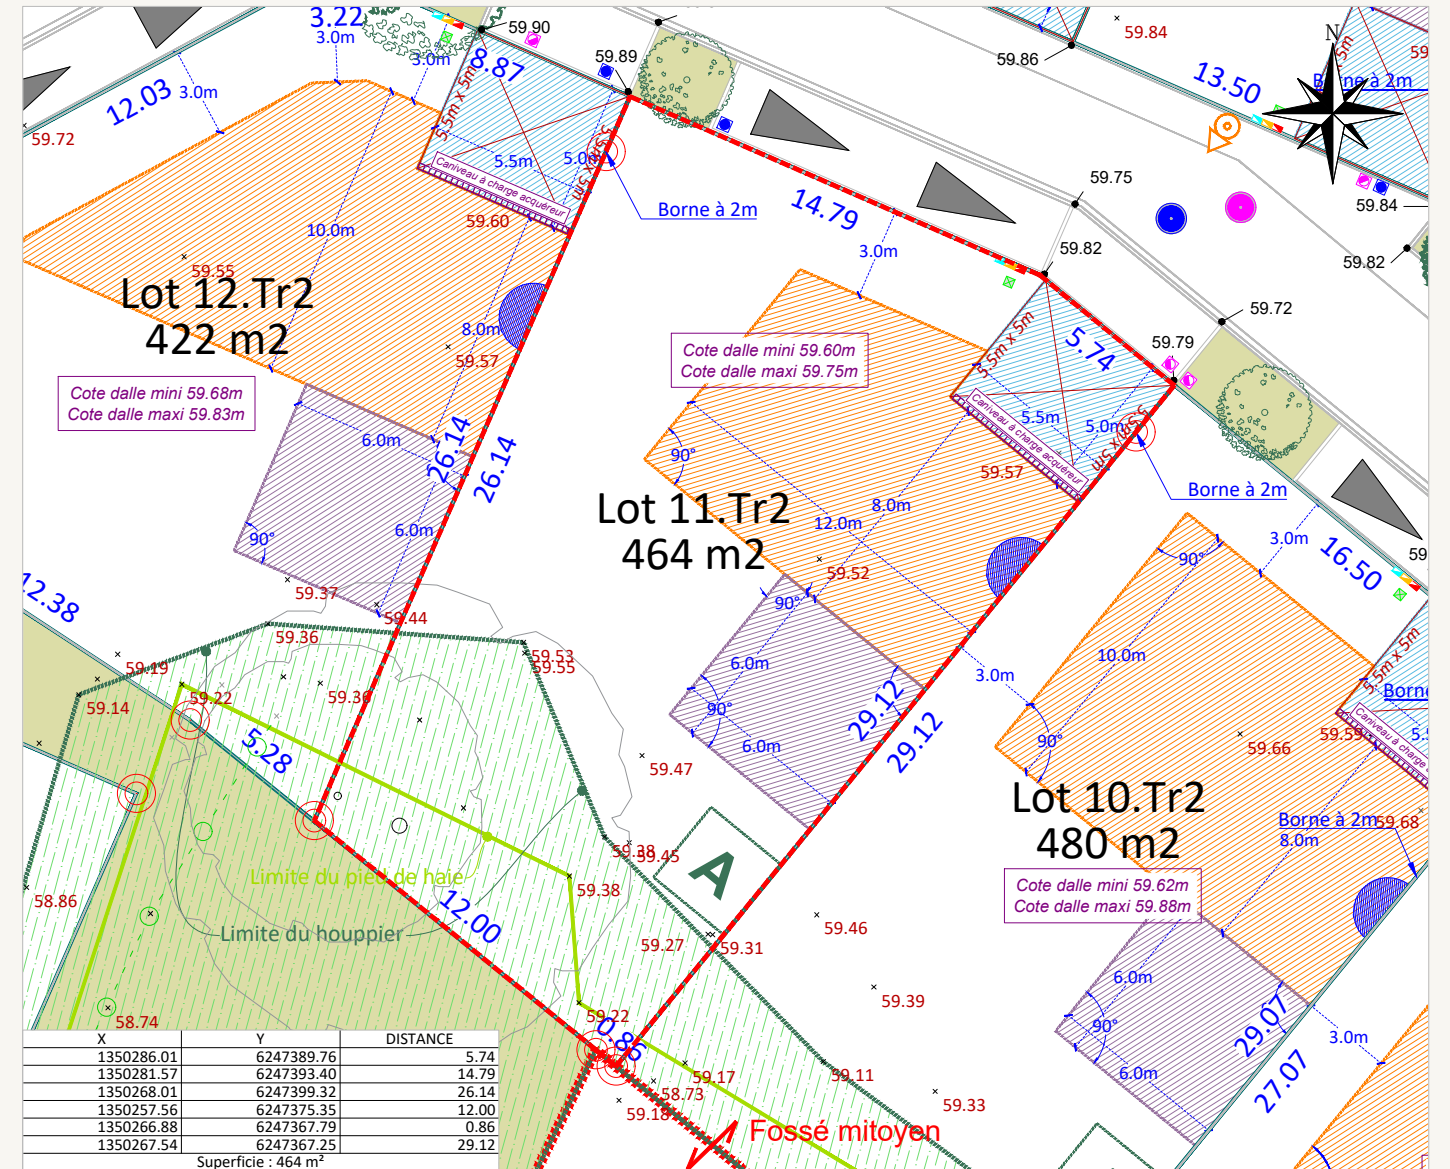 3.22
3.0m
59.90
59.89
8.87
3.0m
12.03
3.0m
5.5m x 5m
5.5m
5.0m
5.5m x 5m
Caniveau à charge acquéreur
59.72
59.60
10.0m
59.55
Lot 12.Tr2
422 m2
8.0m
59.57
Cote dalle mini 59.68m
Cote dalle maxi 59.83m
6.0m
26.14
26.14
6.0m
90°
59.37
59.44
12.38
59.36
59.19
59.14
59.22
59.36
59.53
59.55
5.28
58.86
Limite du pied de haie
Limite du houppier
58.74
12.00
59.47
59.38
59.45
59.38
59.27
59.31
59.22
0.86
59.17
58.73
59.18
59.11
59.33
59.39
59.46
A
Fossé mitoyen
Borne à 2m
14.79
3.0m
59.75
59.82
59.84
59.86
13.50
Borne à 2m
N
59.84
59.82
59.72
59.79
5.74
Cote dalle mini 59.60m
Cote dalle maxi 59.75m
5.5m x 5m
5.5m
5.0m
5.5m x 5m
Caniveau à charge acquéreur
59.57
90°
Lot 11.Tr2
464 m2
12.0m
8.0m
59.52
90°
6.0m
90°
6.0m
29.12
29.12
3.0m
Borne à 2m
16.50
3.0m
90°
10.0m
90°
59.66
59.59
5.5m x 5m
Caniveau à charge
Lot 10.Tr2
480 m2
Borne à 2m
59.68
8.0m
Cote dalle mini 59.62m
Cote dalle maxi 59.88m
6.0m
90°
6.0m
29.07
27.07
3.0m
X Y DISTANCE
1350286.01 6247389.76 5.74
1350281.57 6247393.40 14.79
1350268.01 6247399.32 26.14
1350257.56 6247375.35 12.00
1350266.88 6247367.79 0.86
1350267.54 6247367.25 29.12
Superficie : 464 m²